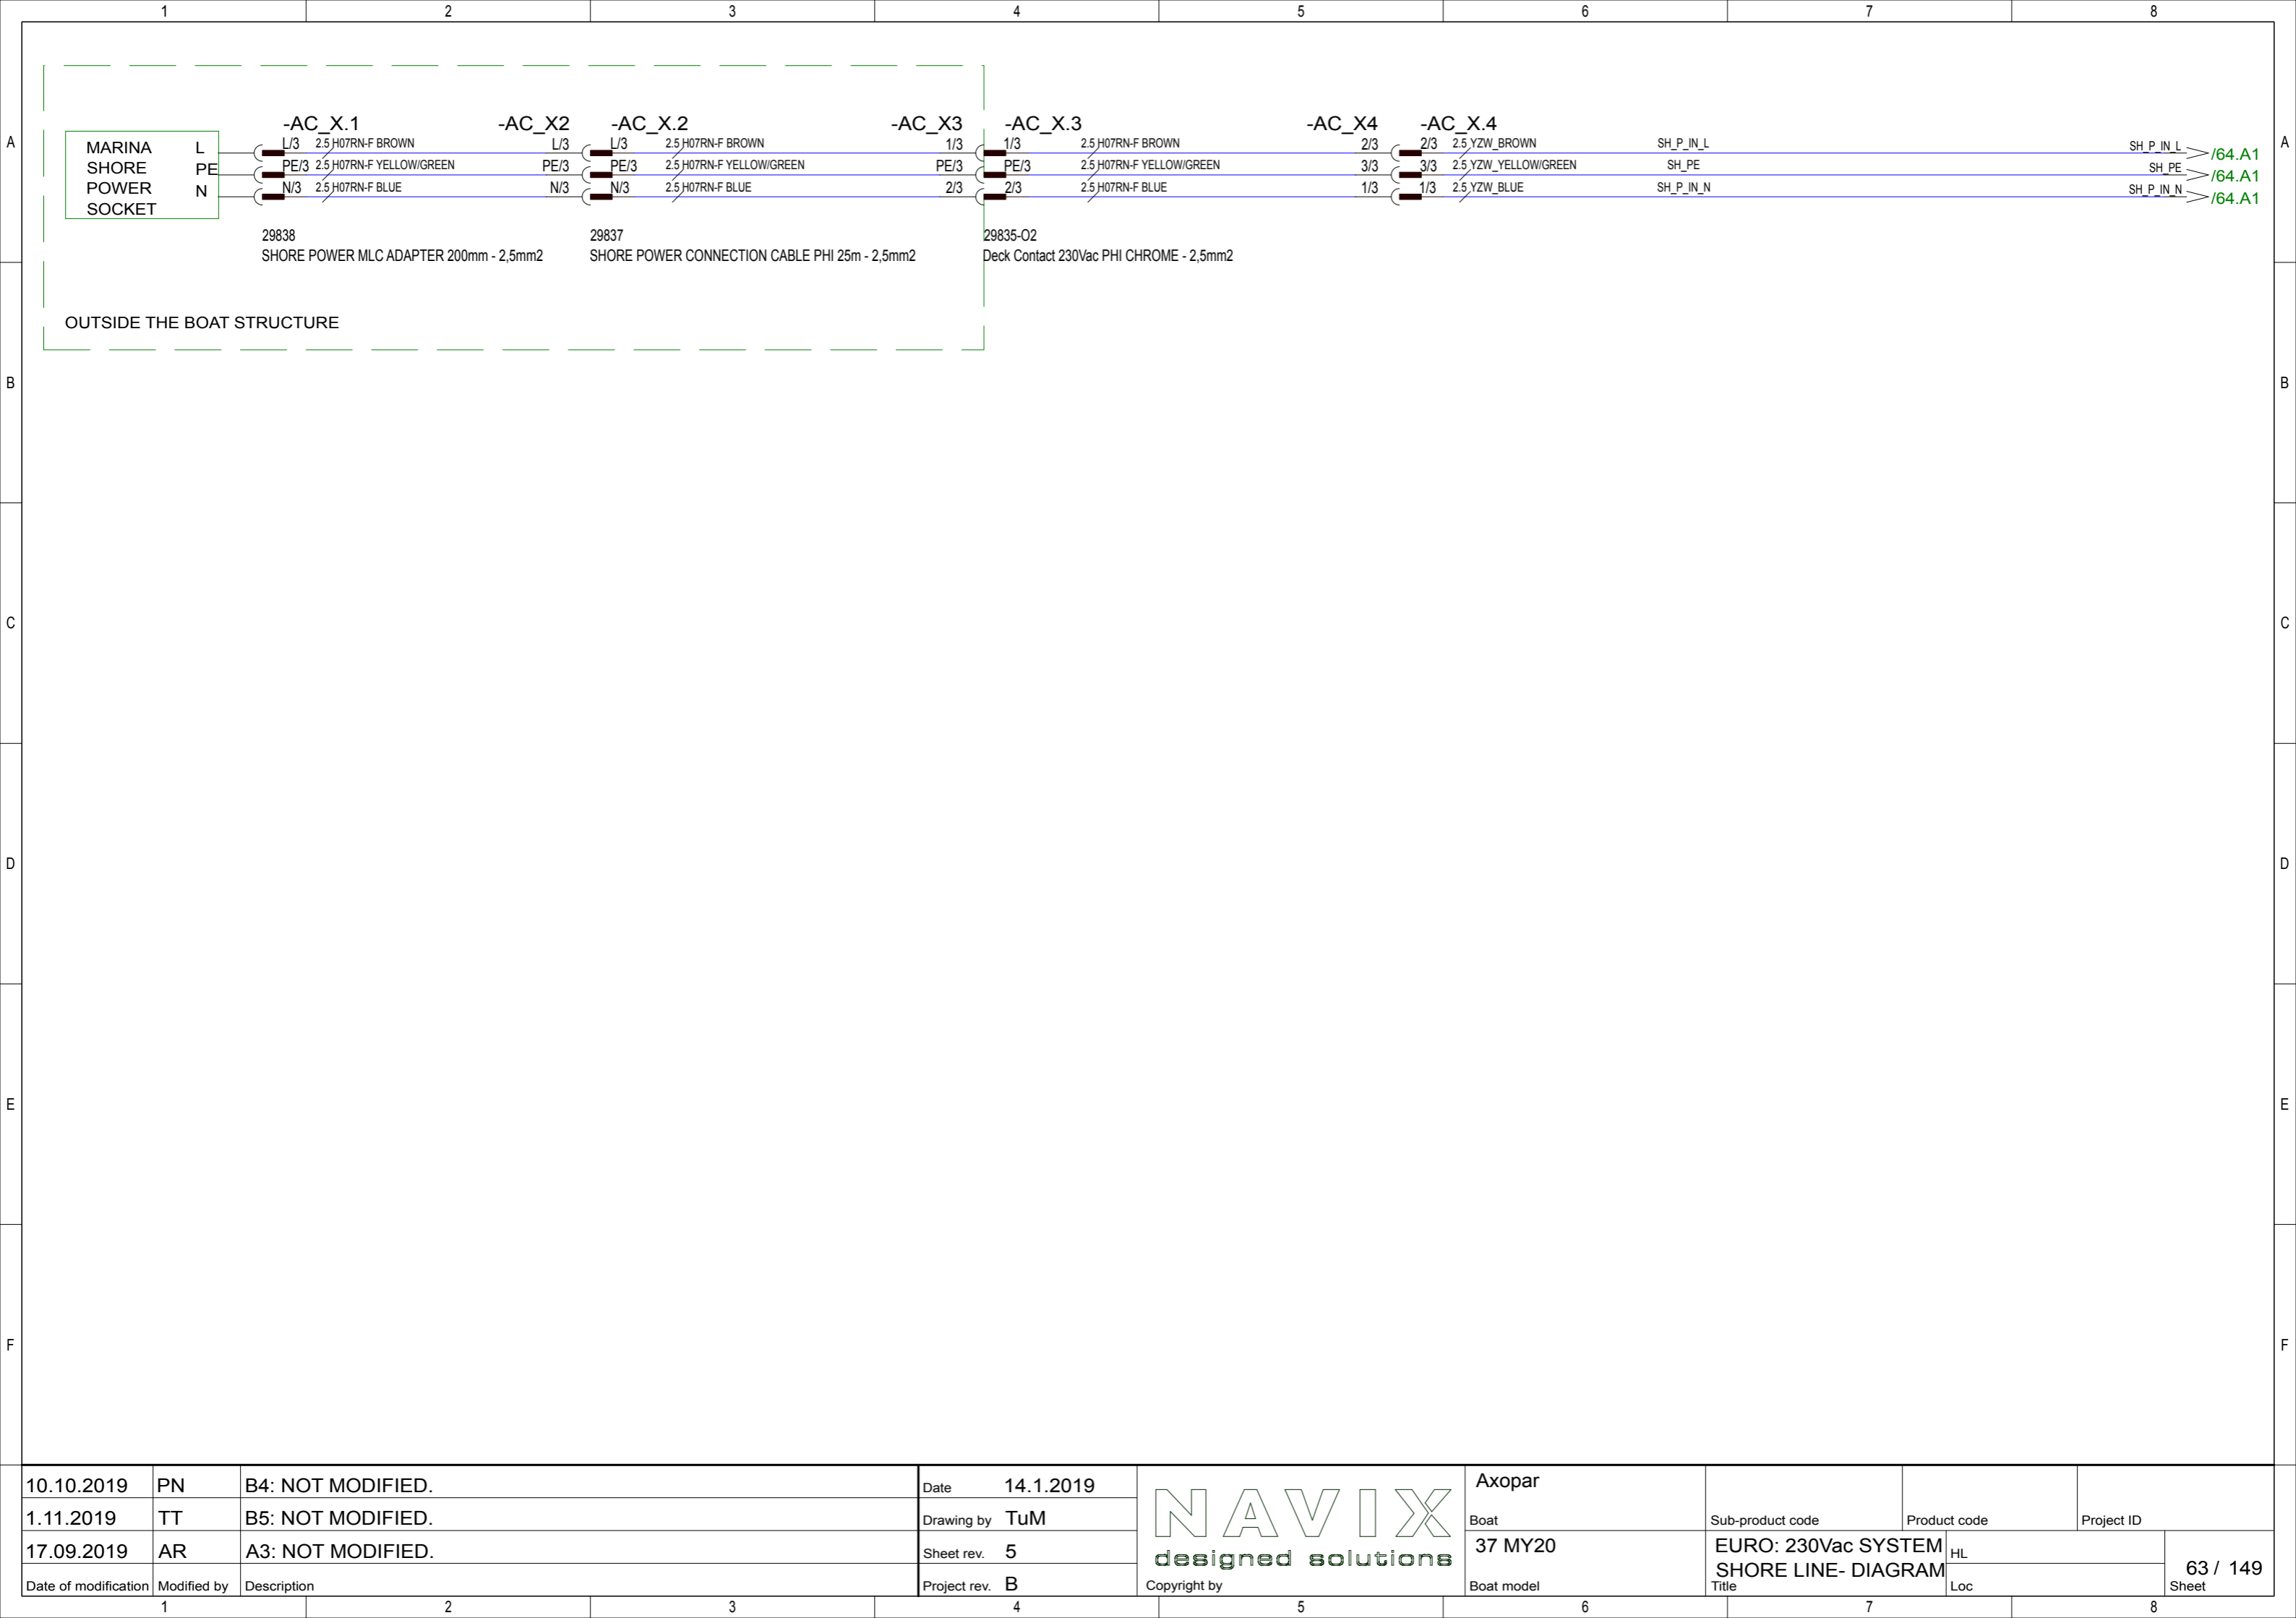 1 2 3 4 5 6 7 8
-AC_X.1 -AC_X2 -AC_X.2 -AC_X3 -AC_X.3 -AC_X4 -AC_X.4
A MARINA L L/3 2.5 H07RN-F BROWN L/3 L/3 2.5 H07RN-F BROWN 1/3 1/3 2.5 H07RN-F BROWN 2/3 2/3 2.5 YZW_BROWN SH_P_IN_L SH_P_IN_L /64.A1 A
SHORE PE PE/3 2.5 H07RN-F YELLOW/GREEN PE/3 PE/3 2.5 H07RN-F YELLOW/GREEN PE/3 PE/3 2.5 H07RN-F YELLOW/GREEN 3/3 3/3 2.5 YZW_YELLOW/GREEN SH_PE SH_PE /64.A1
POWER N N/3 2.5 H07RN-F BLUE N/3 N/3 2.5 H07RN-F BLUE 2/3 2/3 2.5 H07RN-F BLUE 1/3 1/3 2.5 YZW_BLUE SH_P_IN_N SH_P_IN_N /64.A1
SOCKET
29838 29837 29835-O2
SHORE POWER MLC ADAPTER 200mm - 2,5mm2 SHORE POWER CONNECTION CABLE PHI 25m - 2,5mm2 Deck Contact 230Vac PHI CHROME - 2,5mm2
OUTSIDE THE BOAT STRUCTURE
B B
C C
D D
E E
F F
10.10.2019 PN B4: NOT MODIFIED. Date 14.1.2019 Axopar
1.11.2019 TT B5: NOT MODIFIED. Drawing by TuM NAVIX Boat Sub-product code Product code Project ID
17.09.2019 AR A3: NOT MODIFIED. Sheet rev. 5 designed solutions 37 MY20 EURO: 230Vac SYSTEM HL
SHORE LINE- DIAGRAM 63 / 149
Date of modification Modified by Description Project rev. B Copyright by Boat model Title Loc Sheet
1 2 3 4 5 6 7 8